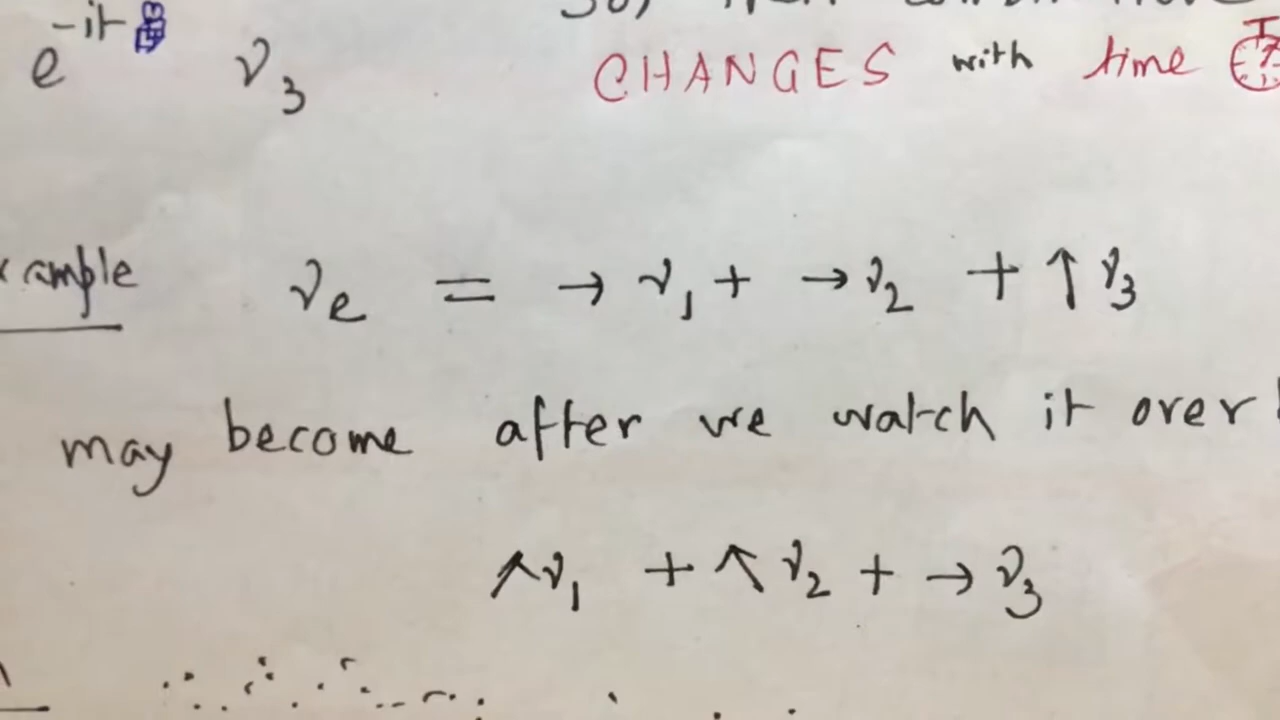 e^{-it} ν₃ CHANGES with time
ample νe = → ν₁ + → ν₂ + ↑ ν₃
may become after we watch it over
↗ν₁ + ↖ ν₂ + → ν₃